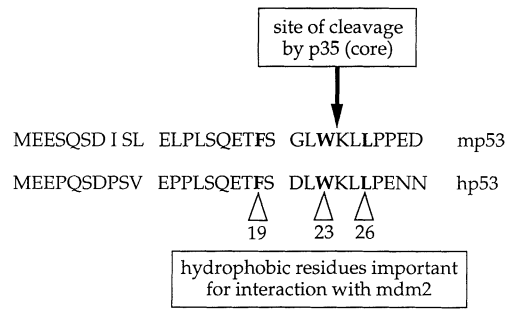 site of cleavage
by p35 (core)
MEESQSD I SL ELPLSQETFS GLWKLLPPED mp53
MEEPQSDPSV EPPLSQETFS DLWKLLPENN hp53
19 23 26
hydrophobic residues important
for interaction with mdm2